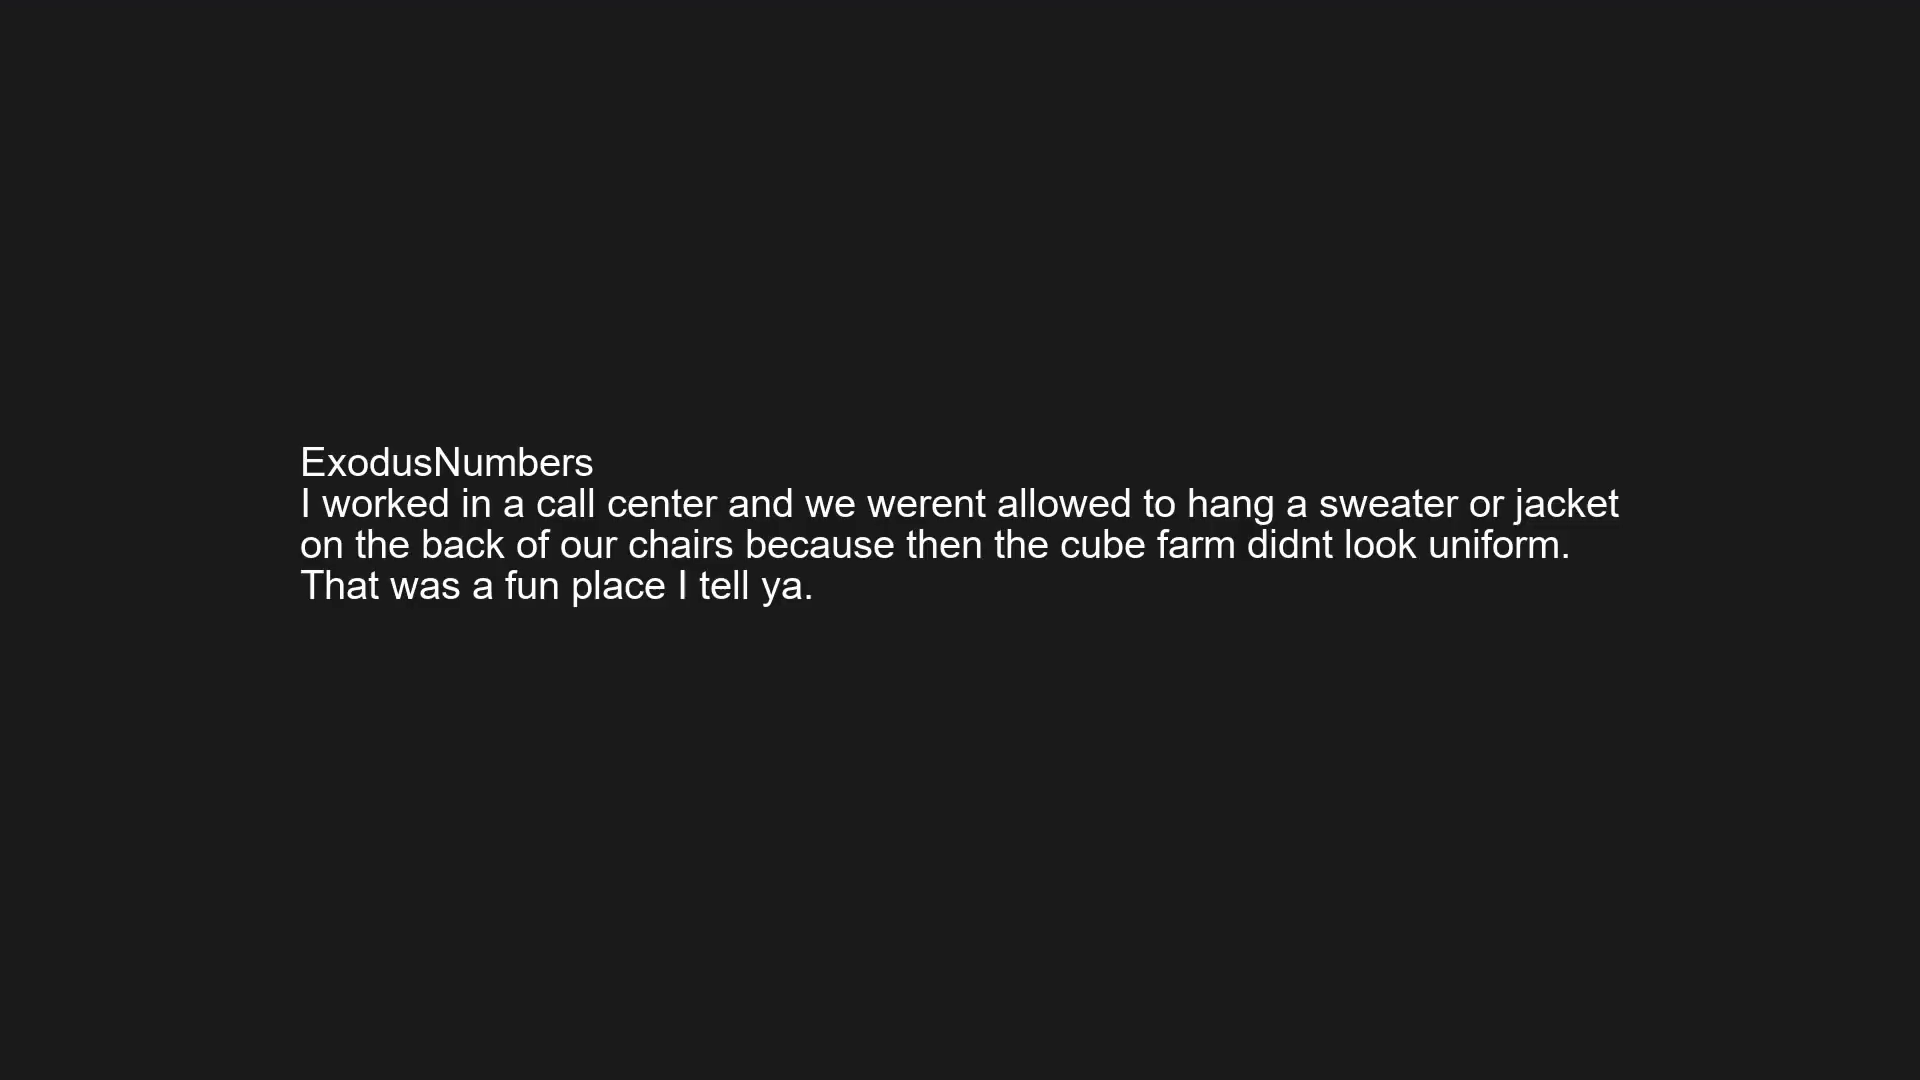 ExodusNumbers
I worked in a call center and we werent allowed to hang a sweater or jacket
on the back of our chairs because then the cube farm didnt look uniform.
That was a fun place I tell ya.